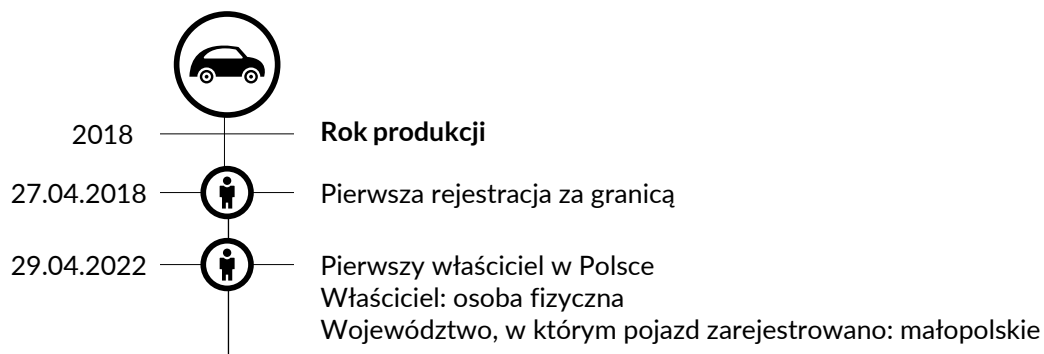 2018 Rok produkcji
27.04.2018 Pierwsza rejestracja za granicą
29.04.2022 Pierwszy właściciel w Polsce
Właściciel: osoba fizyczna
Województwo, w którym pojazd zarejestrowano: małopolskie